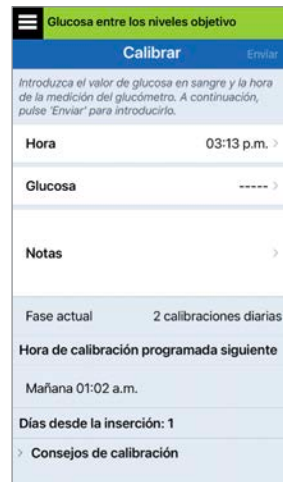 Glucosa entre los niveles objetivo
Calibrar Enviar
Introduzca el valor de glucosa en sangre y la hora
de la medición del glucómetro. A continuación,
pulse 'Enviar' para introducirlo.
Hora 03:13 p.m. >
Glucosa ----- >
Notas >
Fase actual 2 calibraciones diarias
Hora de calibración programada siguiente
Mañana 01:02 a.m.
Días desde la inserción: 1
> Consejos de calibración